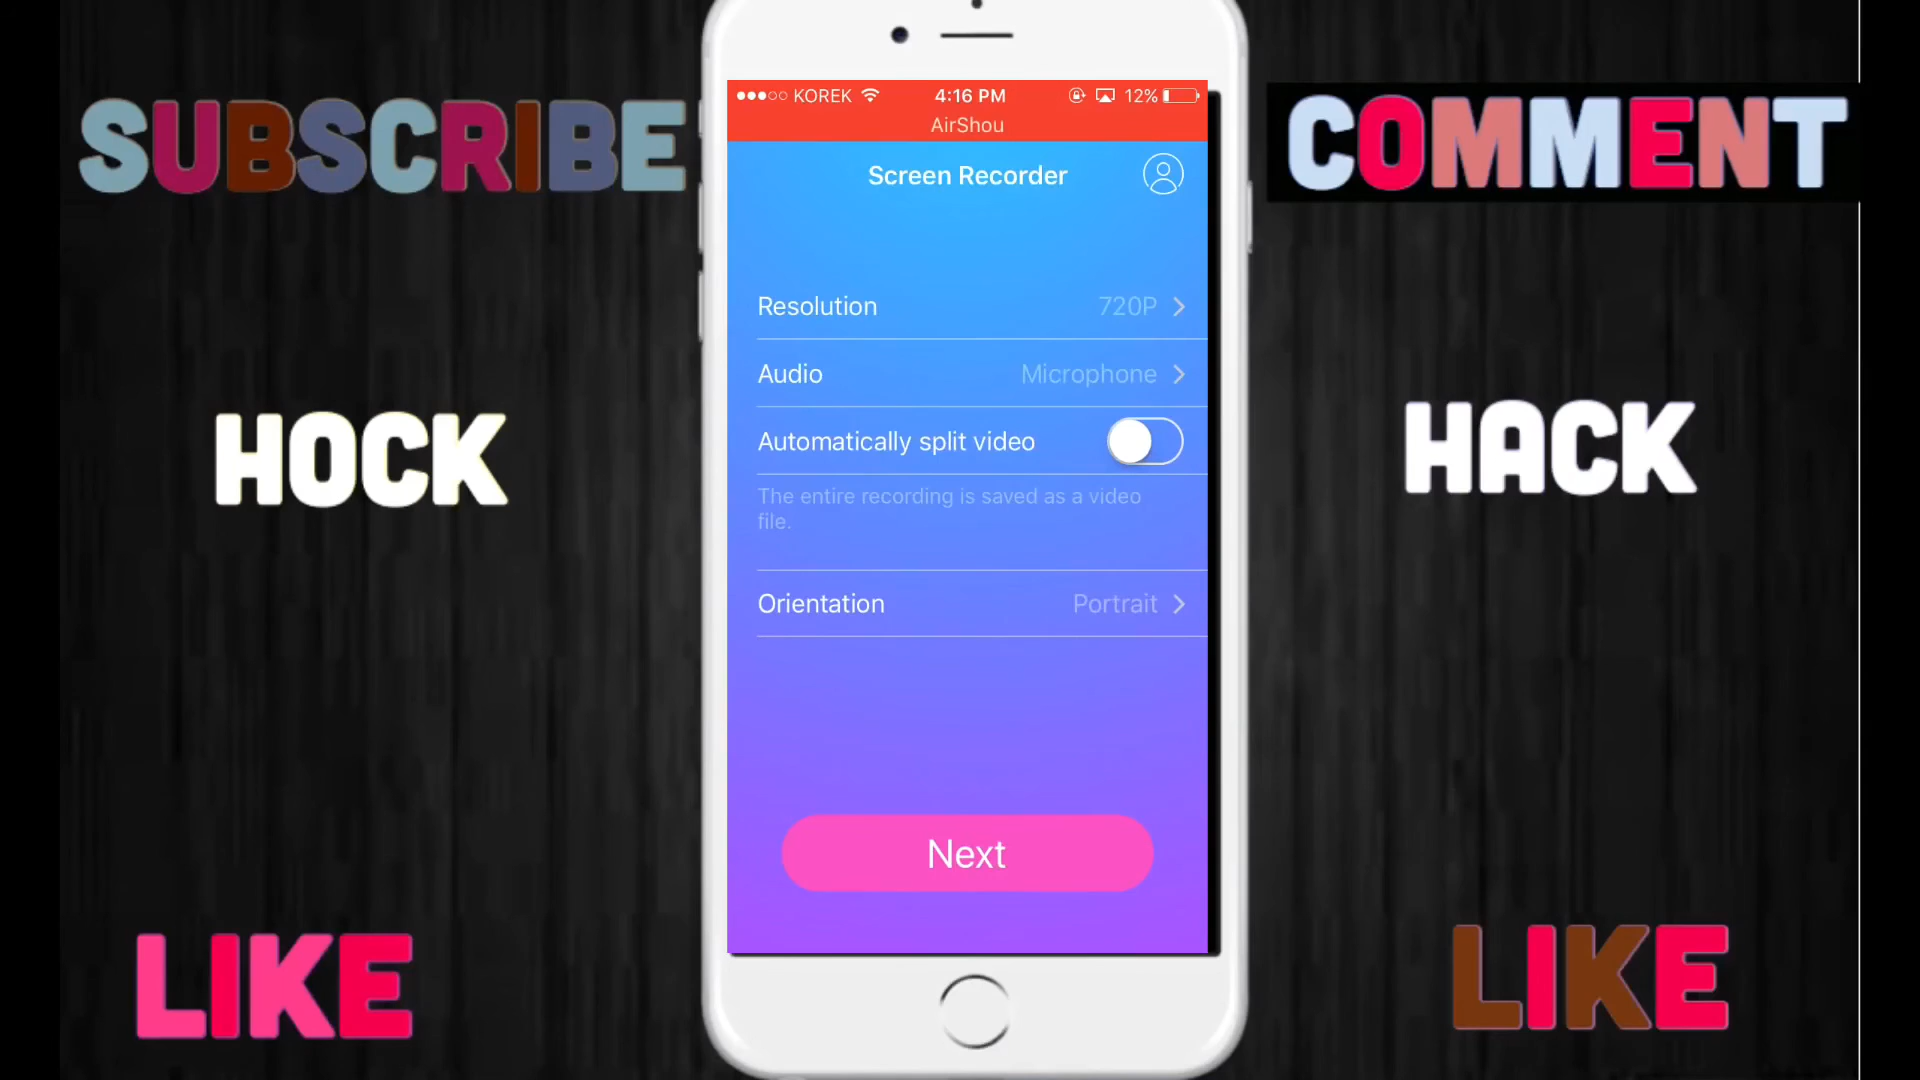 SUBSCRIBE
COMMENT
KOREK 4:16 PM 12%
AirShou
Screen Recorder
Resolution 720P
Audio Microphone
HOCK
HACK
Automatically split video
The entire recording is saved as a video
file.
Orientation Portrait
Next
LIKE
LIKE